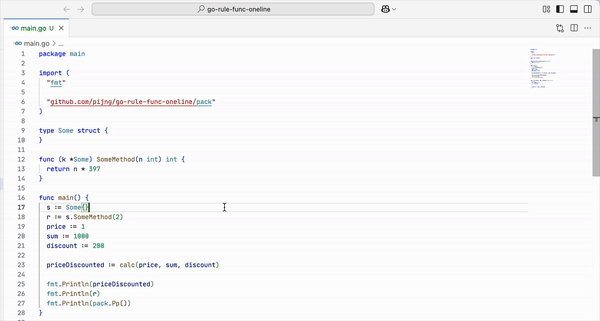 go-rule-func-oneline
main.go U
main.go > ...
1 package main
2
3 import (
4 "fmt"
5
6 "github.com/pijng/go-rule-func-oneline/pack"
7 )
8
9 type Some struct {
10 }
11
12 func (k *Some) SomeMethod(n int) int {
13 return n * 397
14 }
15
16 func main() {
17 s := Some{}
18 r := s.SomeMethod(2)
19 price := 1
20 sum := 1000
21 discount := 200
22
23 priceDiscounted := calc(price, sum, discount)
24
25 fmt.Println(priceDiscounted)
26 fmt.Println(r)
27 fmt.Println(pack.Pp())
28 }